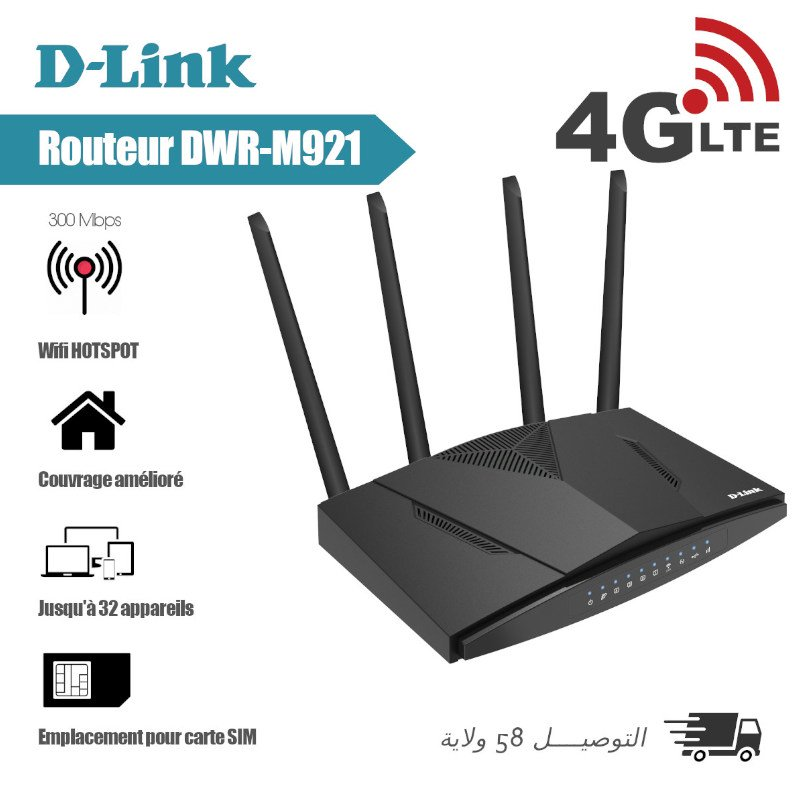 D-Link
4G LTE
Routeur DWR-M921
300 Mbps
Wifi HOTSPOT
Couvrage amélioré
Jusqu'à 32 appareils
Emplacement pour carte SIM
D-Link
التوصيــــل 58 ولاية